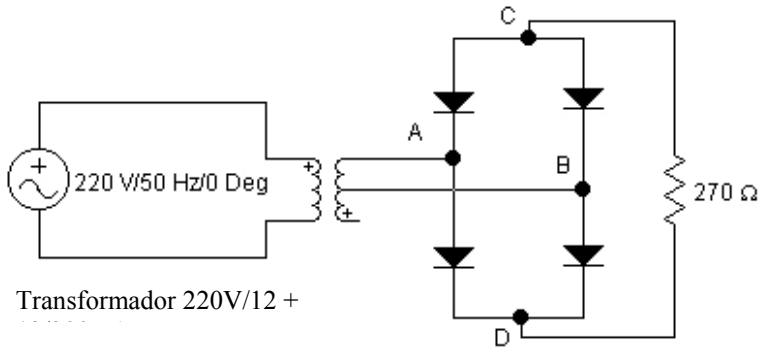 C
A
B
220 V/50 Hz/0 Deg
270 Ω
Transformador 220V/12 +
D